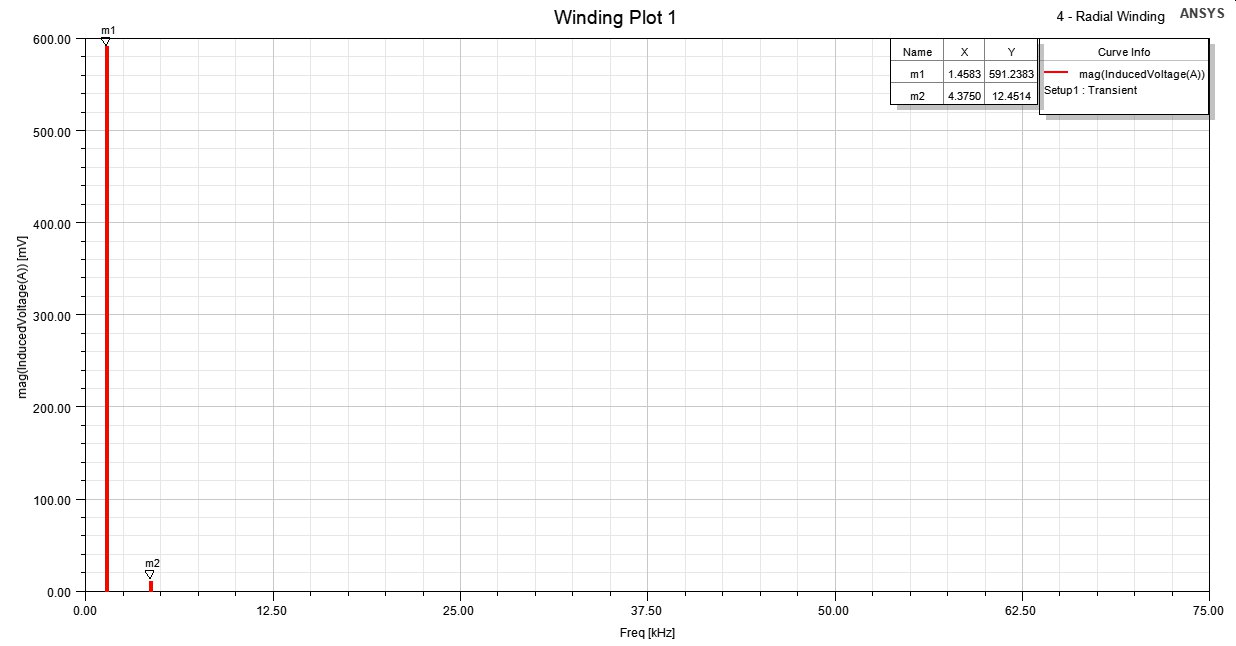 Winding Plot 1
4 - Radial Winding ANSYS
m1
600.00
500.00
400.00
300.00
200.00
100.00
0.00
mag(InducedVoltage(A)) [mV]
Name X Y
m1 1.4583 591.2383
m2 4.3750 12.4514
Curve Info
mag(InducedVoltage(A))
Setup1 : Transient
m2
0.00 12.50 25.00 37.50 50.00 62.50 75.00
Freq [kHz]